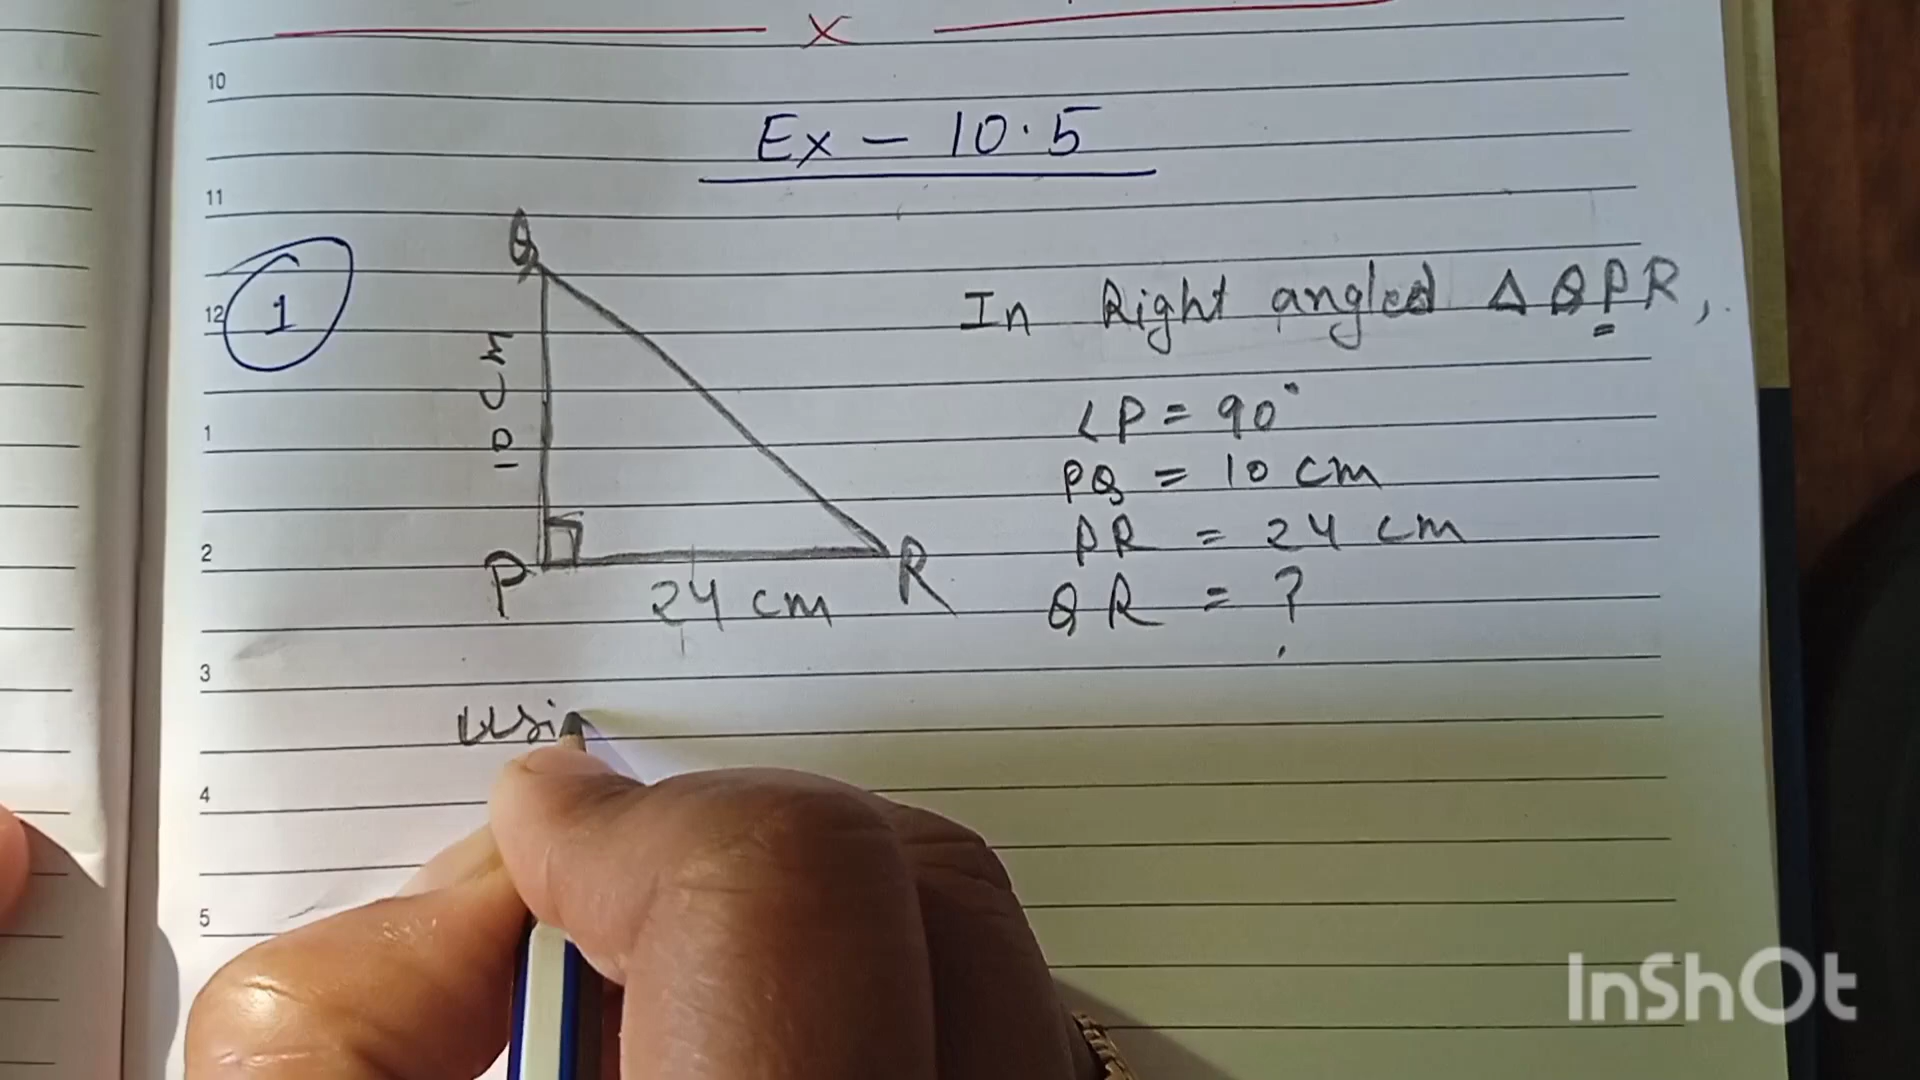 x
10
Ex - 10.5
11
Q
12
1
In Right angled Δ QPR,
10 cm
∠P = 90°
1
PQ = 10 cm
2
PR = 24 cm
P
R
24 cm
QR = ?
3
Usi
4
5
InShOt